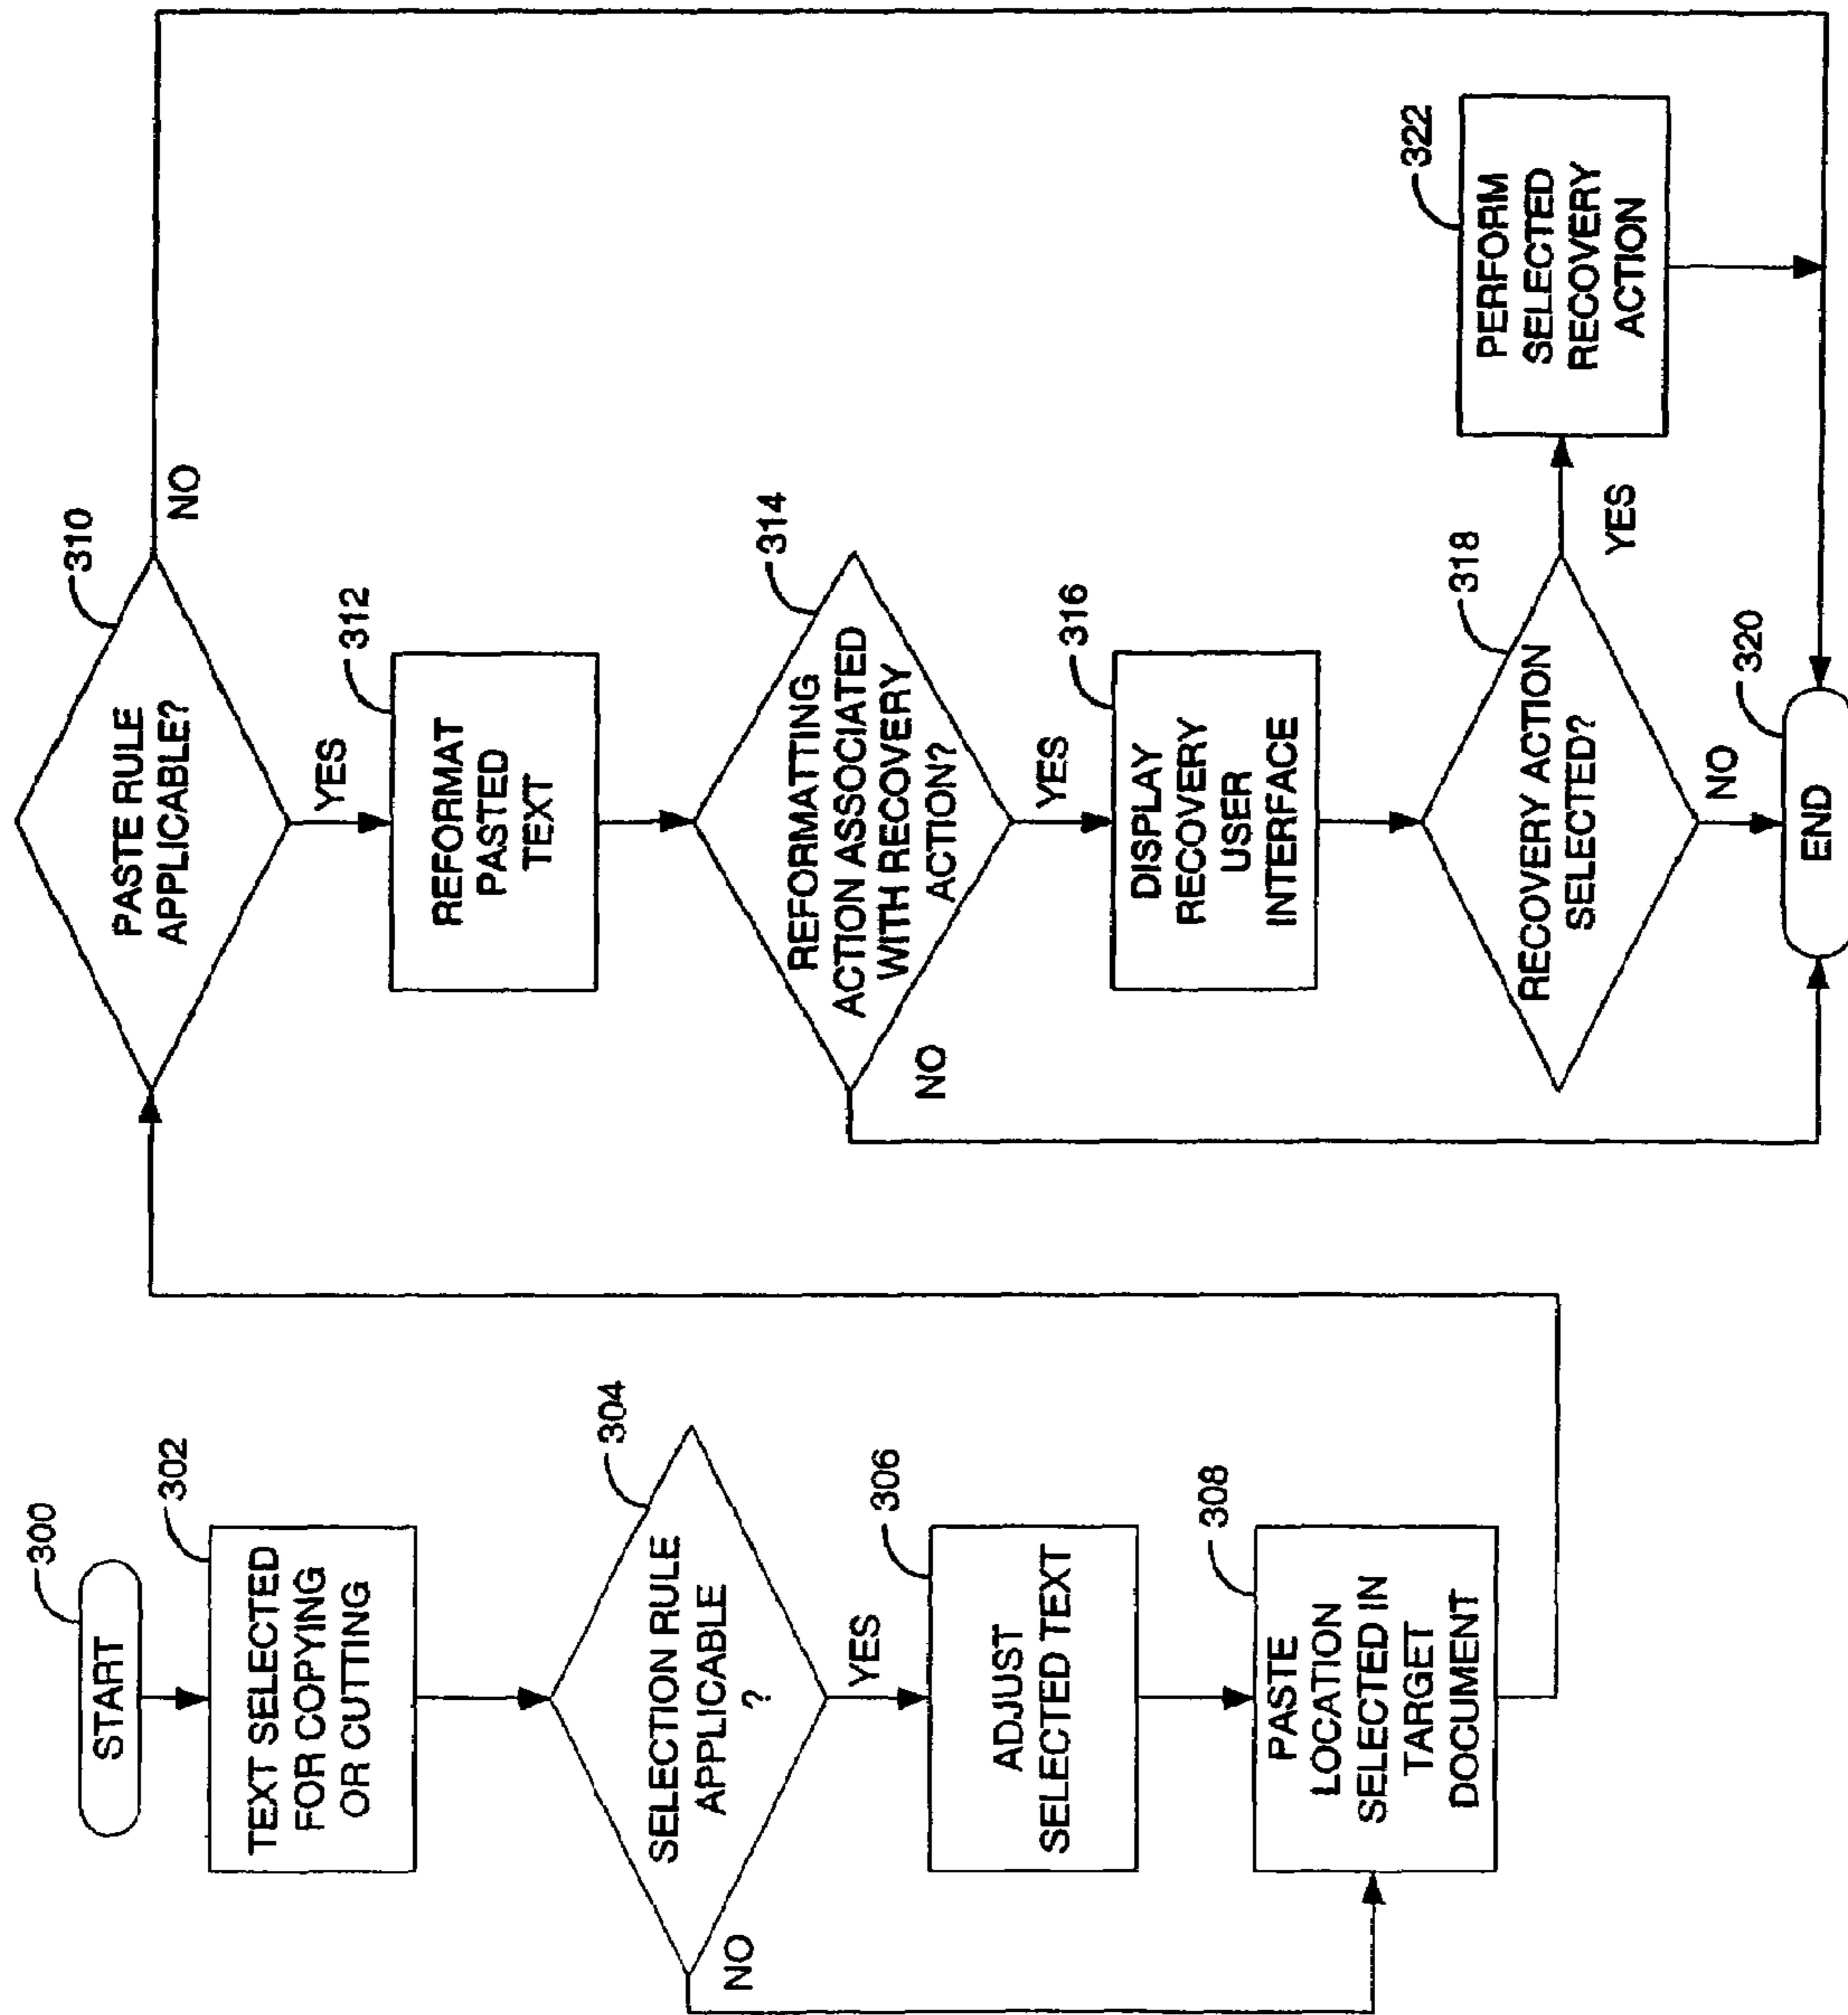 START
300
TEXT SELECTED
FOR COPYING
OR CUTTING
302
SELECTION RULE
APPLICABLE
?
304
NO
YES
ADJUST
SELECTED TEXT
306
PASTE
LOCATION
SELECTED IN
TARGET
DOCUMENT
308
PASTE RULE
APPLICABLE?
310
NO
YES
REFORMAT
PASTED
TEXT
312
REFORMATTING
ACTION ASSOCIATED
WITH RECOVERY
ACTION?
314
NO
YES
DISPLAY
RECOVERY
USER
INTERFACE
316
RECOVERY ACTION
SELECTED?
318
YES
NO
PERFORM
SELECTED
RECOVERY
ACTION
322
END
320